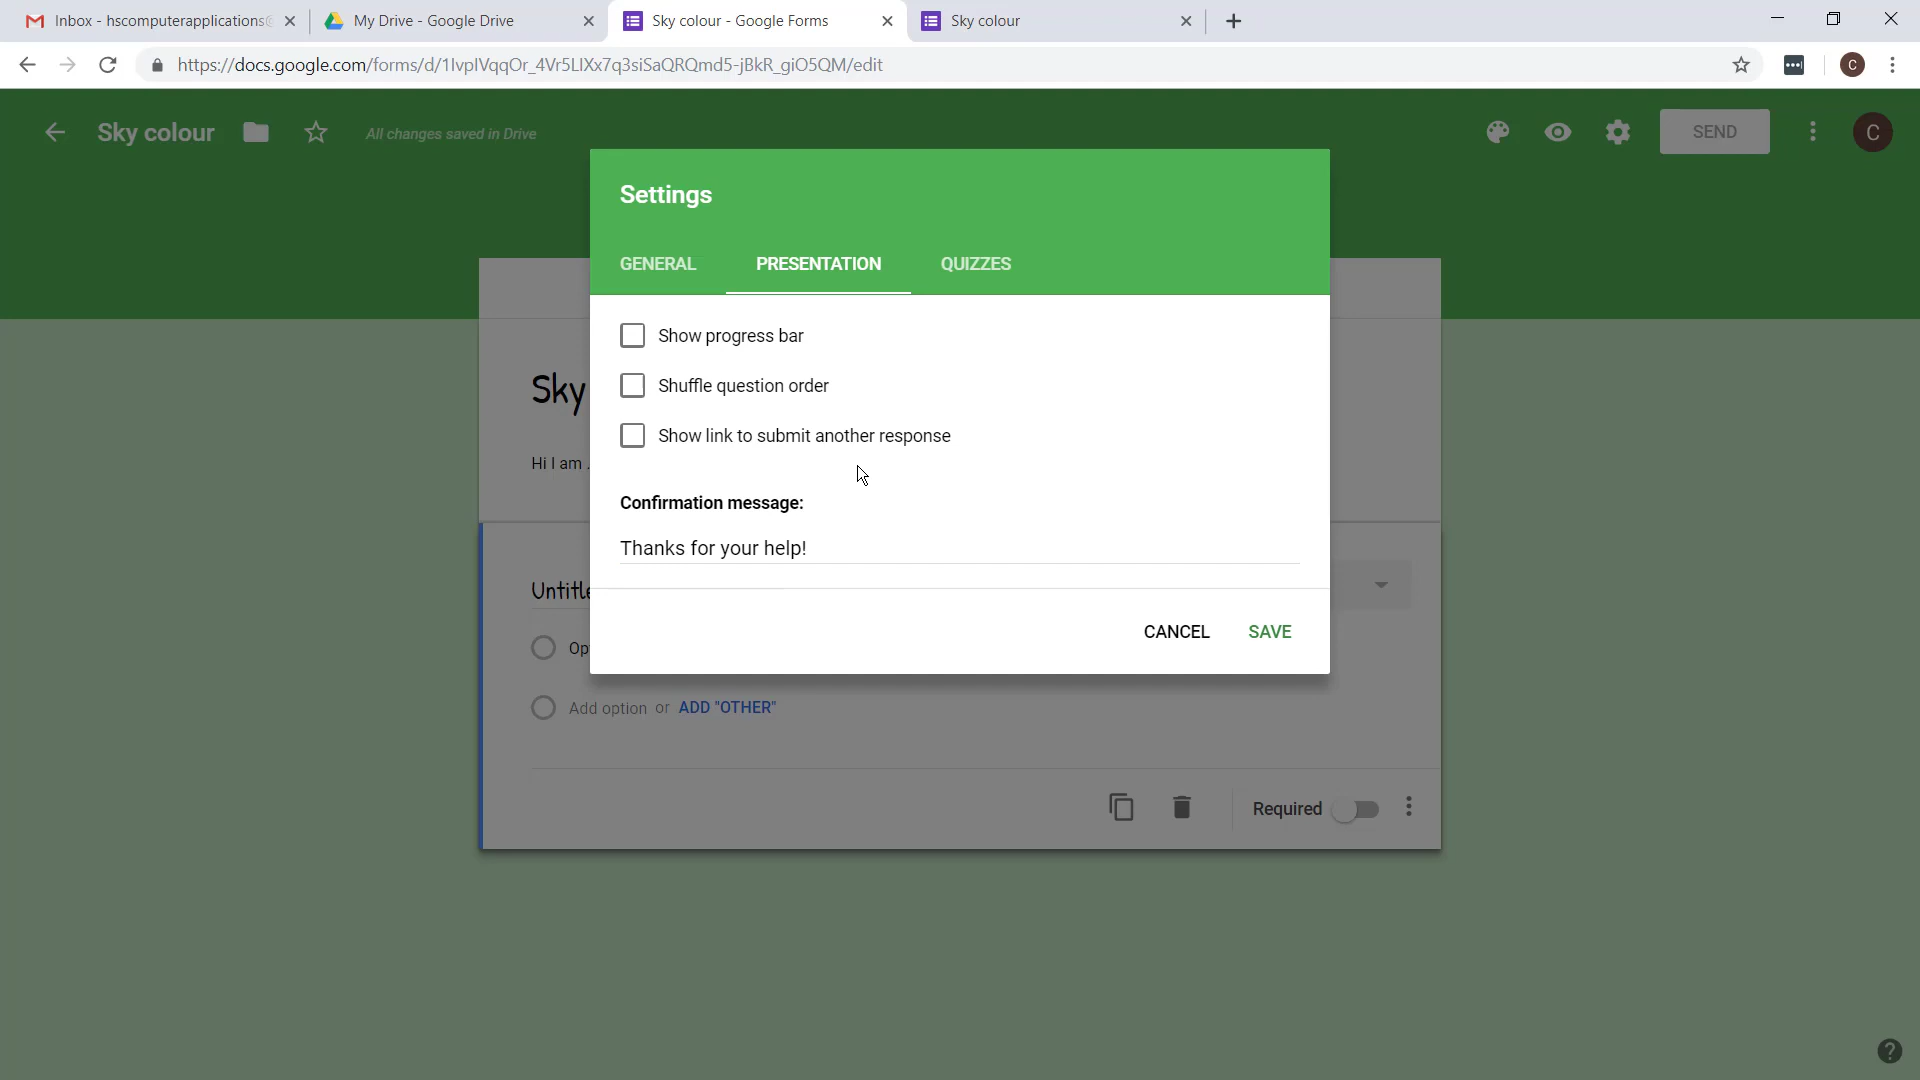 Inbox - hscomputerapplications@
My Drive - Google Drive
Sky colour - Google Forms
Sky colour
https://docs.google.com/forms/d/1IvpIVqqOr_4Vr5LIXx7q3siSaQRQmd5-jBkR_giO5QM/edit
C
Sky colour
All changes saved in Drive
SEND
C
Settings
GENERAL
PRESENTATION
QUIZZES
Show progress bar
Shuffle question order
Show link to submit another response
Sky
Hi I am .
Confirmation message:
Thanks for your help!
CANCEL
SAVE
Untitle
Opt
Add option or ADD "OTHER"
Required